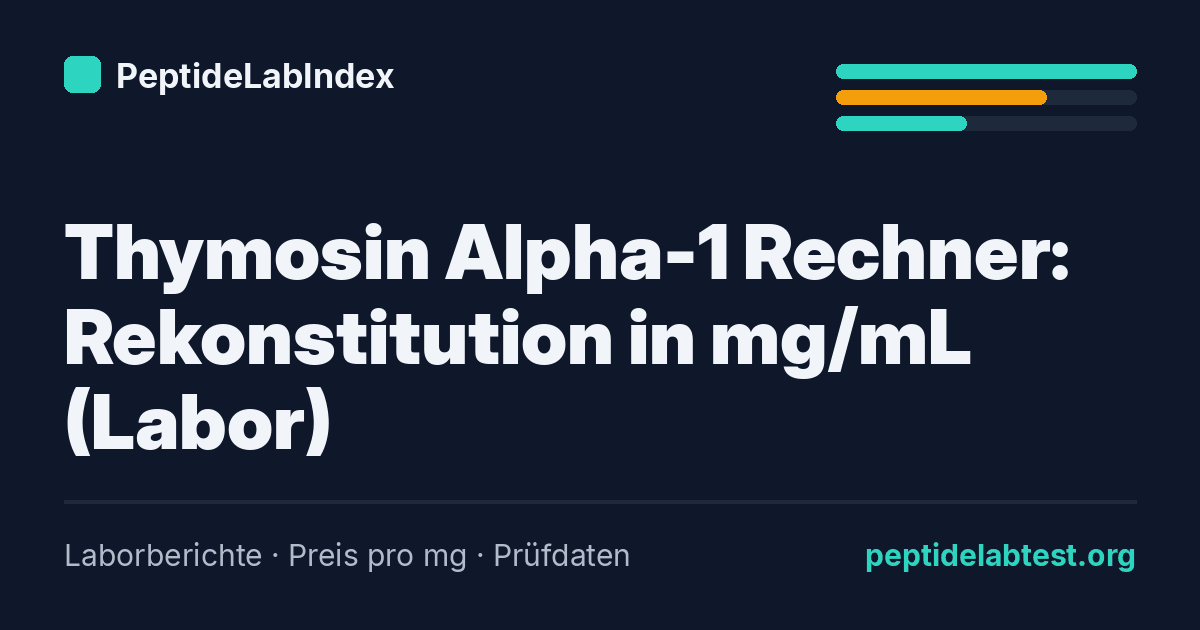 PeptideLabIndex
Thymosin Alpha-1 Rechner:
Rekonstitution in mg/mL
(Labor)
Laborberichte · Preis pro mg · Prüfdaten
peptidelabtest.org